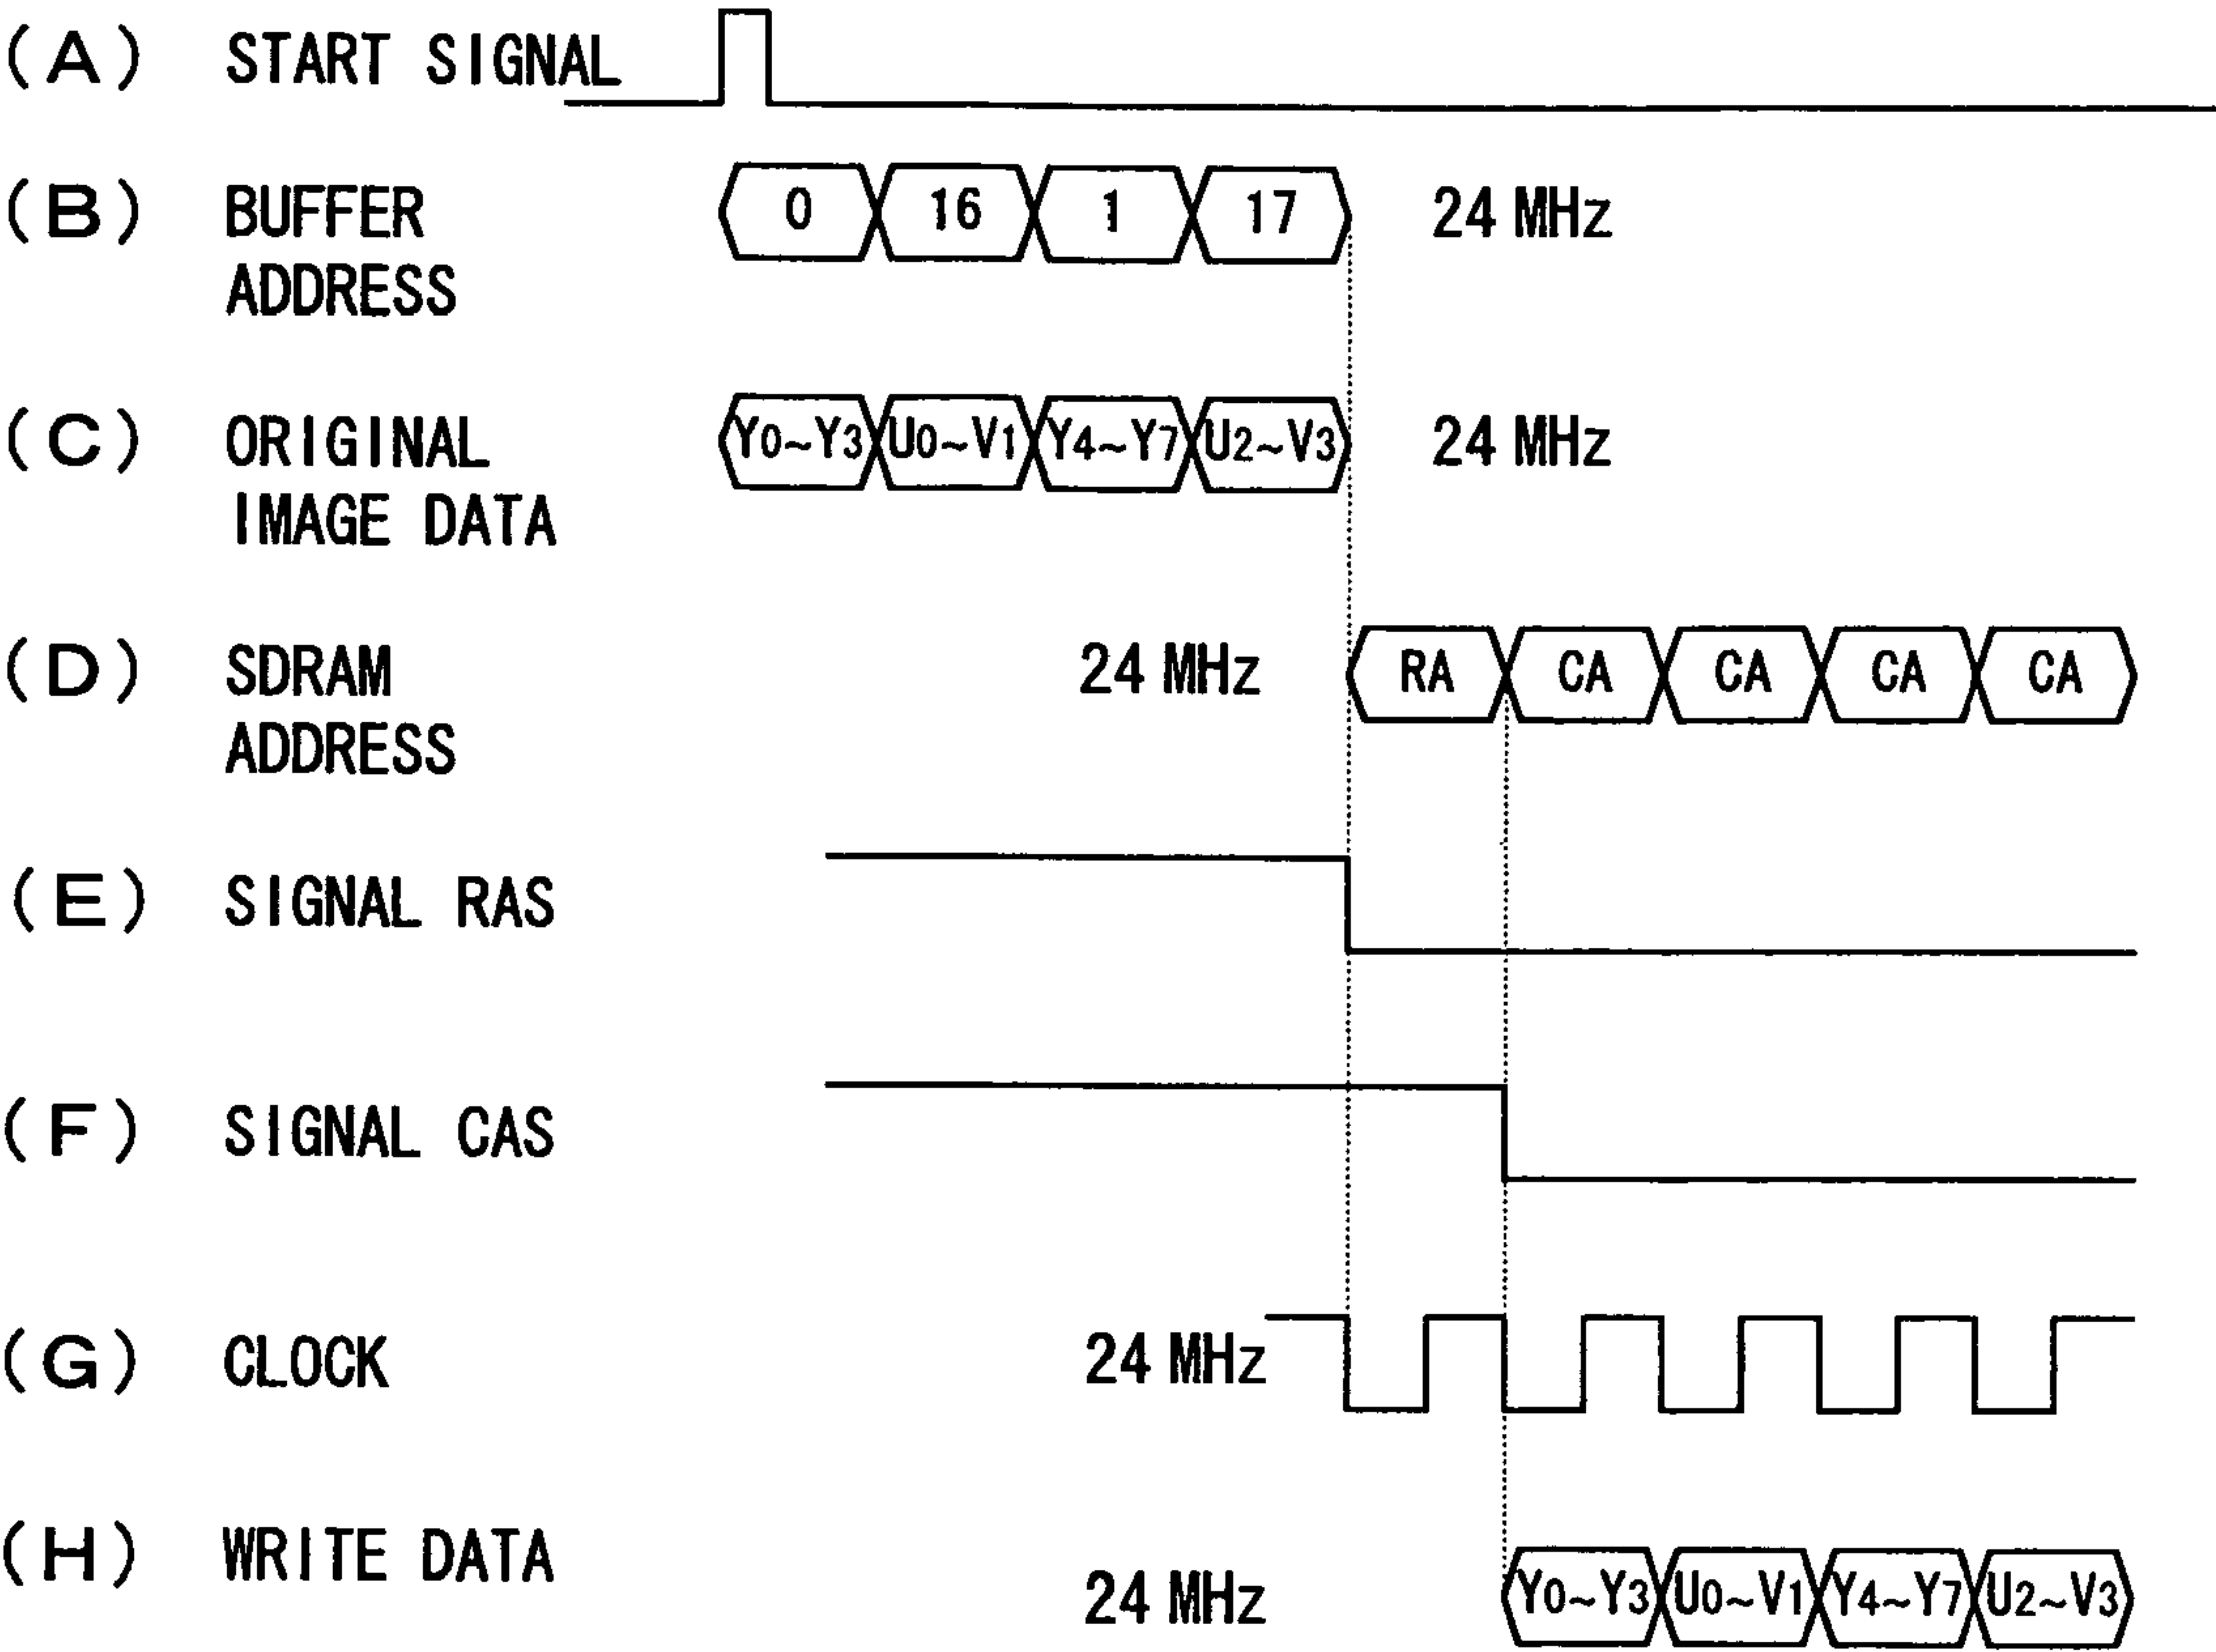 (A) START SIGNAL
(B) BUFFER ADDRESS
0 16 1 17 24 MHz
(C) ORIGINAL IMAGE DATA
Y0~Y3 U0~V1 Y4~Y7 U2~V3 24 MHz
(D) SDRAM ADDRESS
24 MHz RA CA CA CA CA
(E) SIGNAL RAS
(F) SIGNAL CAS
(G) CLOCK 24 MHz
(H) WRITE DATA
24 MHz Y0~Y3 U0~V1 Y4~Y7 U2~V3